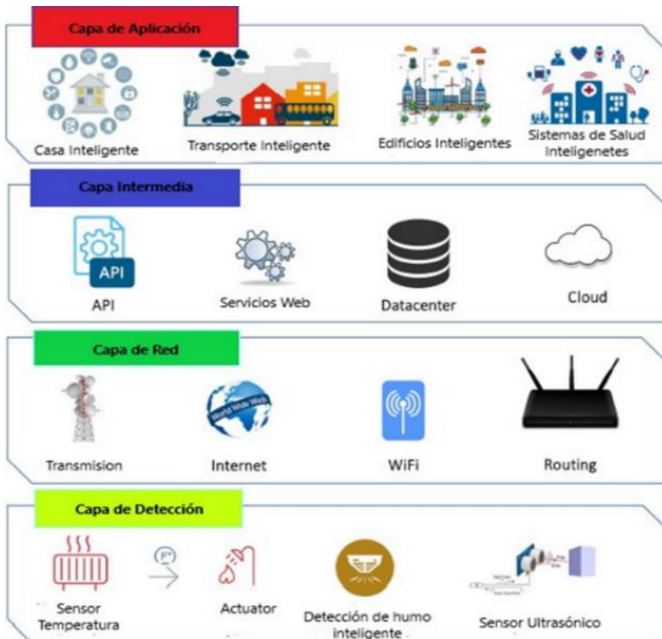 Capa de Aplicación
Casa Inteligente
Transporte Inteligente
Edificios Inteligentes
Sistemas de Salud
Inteligenetes
Capa Intermedia
API
API
Servicios Web
Datacenter
Cloud
Capa de Red
World Wide Web
Transmision
Internet
WiFi
Routing
Capa de Detección
Sensor
Temperatura
Actuator
Detección de humo
inteligente
Sensor Ultrasónico